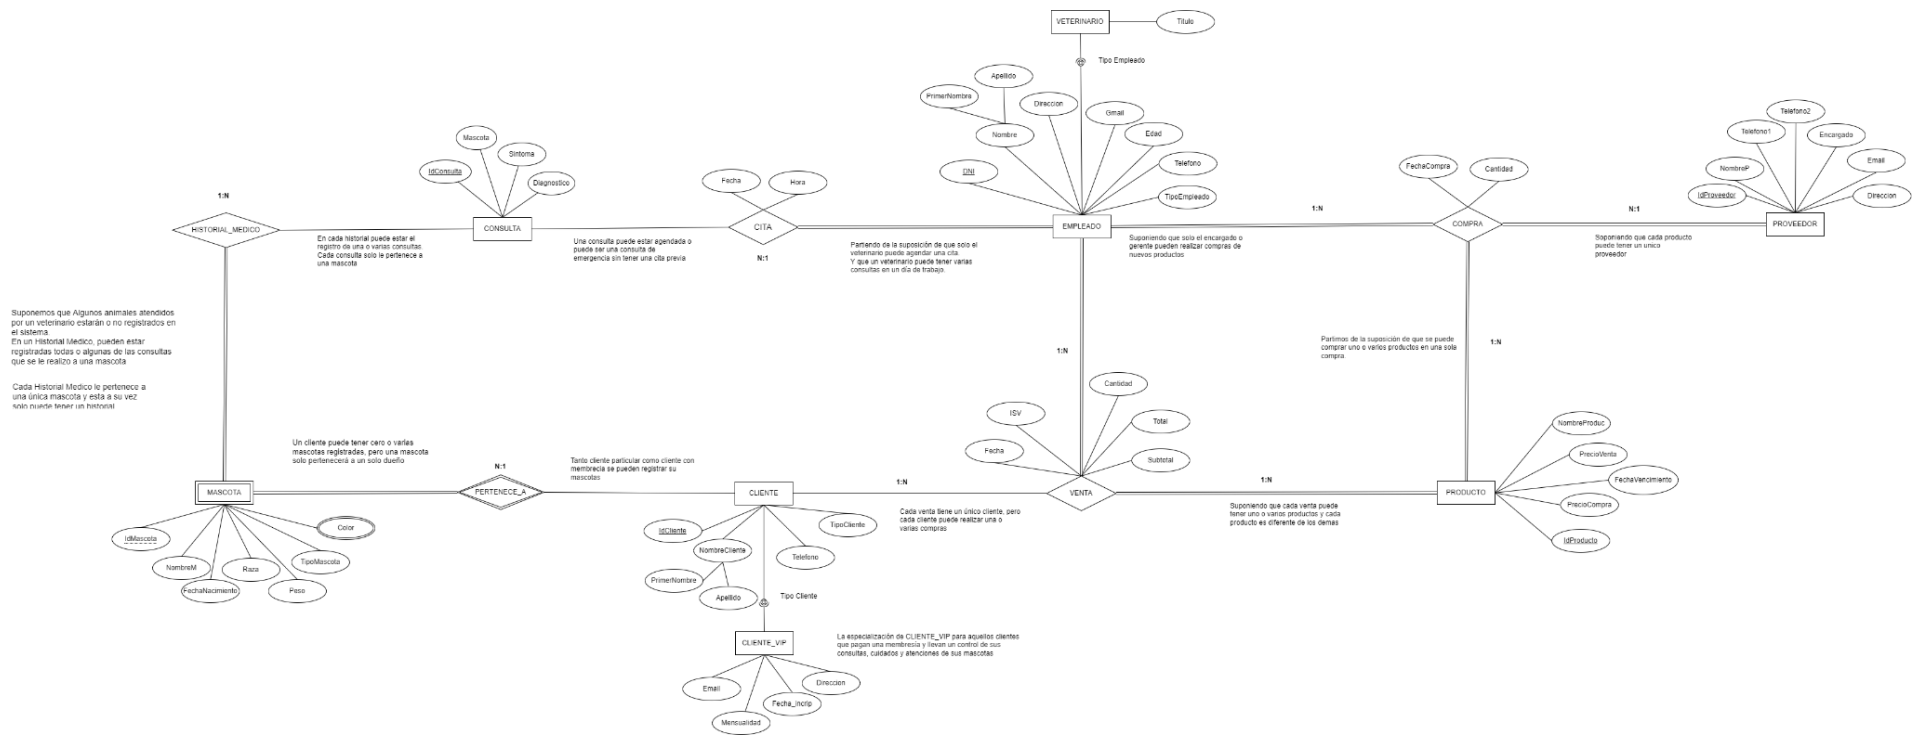 VETERINARIO
Titulo
Tipo Empleado
Apellido
PrimerNombre
Direccion
Gmail
Nombre
Edad
DNI
Telefono
TipoEmpleado
EMPLEADO
Mascota
Sintoma
IdConsulta
Diagnostico
CONSULTA
Fecha
Hora
CITA
N:1
1:N
HISTORIAL_MEDICO
En cada historial puede estar el
registro de una o varias consultas.
Cada consulta solo le pertenece a
una mascota
Una consulta puede estar agendada o
puede ser una consulta de
emergencia sin tener una cita previa
Partiendo de la suposición de que solo el
veterinario puede agendar una cita.
Y que un veterinario puede tener varias
consultas en un día de trabajo.
1:N
Suponiendo que solo el encargado o
gerente pueden realizar compras de
nuevos productos
FechaCompra
Cantidad
COMPRA
N:1
Suponiendo que cada producto
puede tener un unico
proveedor
Telefono2
Telefono1
Encargado
NombreP
Email
IdProveedor
Direccion
PROVEEDOR
Suponemos que Algunos animales atendidos
por un veterinario estarán o no registrados en
el sistema
En un Historial Medico, pueden estar
registradas todas o algunas de las consultas
que se le realizo a una mascota
Cada Historial Medico le pertenece a
una única mascota y esta a su vez
solo puede tener un historial
Partimos de la suposición de que se puede
comprar uno o varios productos en una sola
compra.
1:N
1:N
Un cliente puede tener cero o varias
mascotas registradas, pero una mascota
solo pertenecerá a un solo dueño
N:1
Tanto cliente particular como cliente con
membrecia se pueden registrar su
mascotas
MASCOTA
PERTENECE_A
CLIENTE
1:N
Cada venta tiene un único cliente, pero
cada cliente puede realizar una o
varias compras
Cantidad
ISV
Total
Fecha
Subtotal
VENTA
1:N
Suponiendo que cada venta puede
tener uno o varios productos y cada
producto es diferente de los demas
PRODUCTO
NombreProduc
PrecioVenta
FechaVencimiento
PrecioCompra
IdProducto
IdMascota
Color
NombreM
Raza
TipoMascota
FechaNacimiento
Peso
IdCliente
TipoCliente
NombreCliente
Telefono
PrimerNombre
Apellido
Tipo Cliente
CLIENTE_VIP
La especialización de CLIENTE_VIP para aquellos clientes
que pagan una membresía y llevan un control de sus
consultas, cuidados y atenciones de sus mascotas
Email
Direccion
Fecha_Incrip
Mensualidad